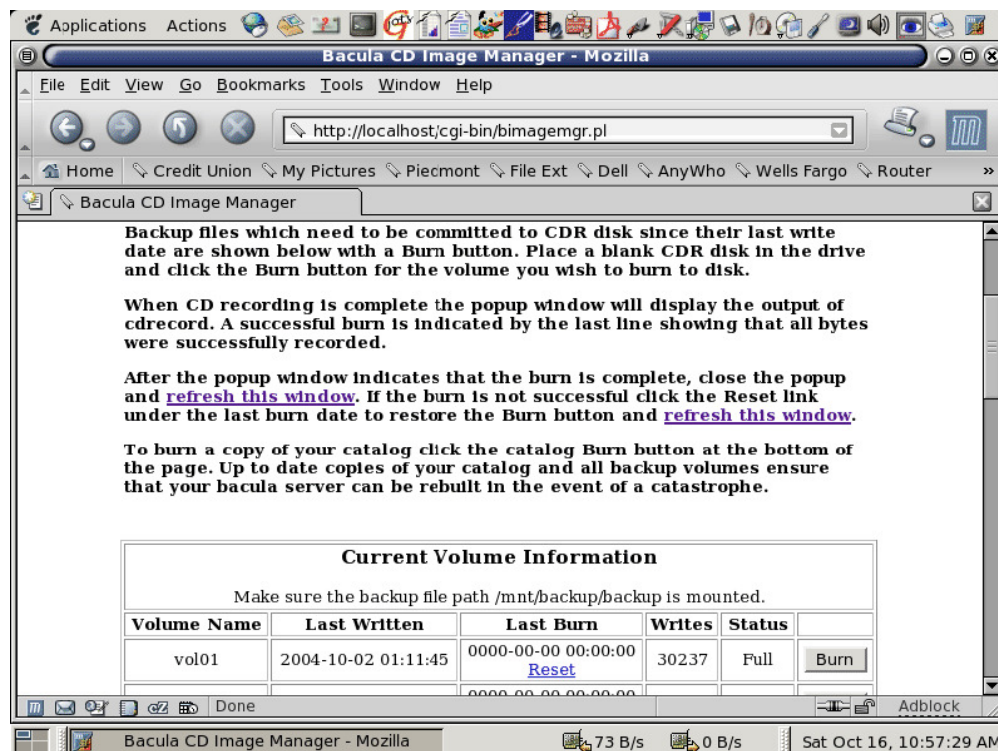 Applications Actions
Bacula CD Image Manager - Mozilla
File Edit View Go Bookmarks Tools Window Help
http://localhost/cgi-bin/bimagemgr.pl
Home Credit Union My Pictures Piedmont File Ext Dell AnyWho Wells Fargo Router »
Bacula CD Image Manager
Backup files which need to be committed to CDR disk since their last write
date are shown below with a Burn button. Place a blank CDR disk in the drive
and click the Burn button for the volume you wish to burn to disk.
When CD recording is complete the popup window will display the output of
cdrecord. A successful burn is indicated by the last line showing that all bytes
were successfully recorded.
After the popup window indicates that the burn is complete, close the popup
and refresh this window. If the burn is not successful click the Reset link
under the last burn date to restore the Burn button and refresh this window.
To burn a copy of your catalog click the catalog Burn button at the bottom of
the page. Up to date copies of your catalog and all backup volumes ensure
that your bacula server can be rebuilt in the event of a catastrophe.
Current Volume Information
Make sure the backup file path /mnt/backup/backup is mounted.
Volume Name Last Written Last Burn Writes Status
vol01 2004-10-02 01:11:45 0000-00-00 00:00:00 30237 Full Burn
Reset
0000-00-00 00:00:00
Done Adblock
Bacula CD Image Manager - Mozilla 73 B/s 0 B/s Sat Oct 16, 10:57:29 AM